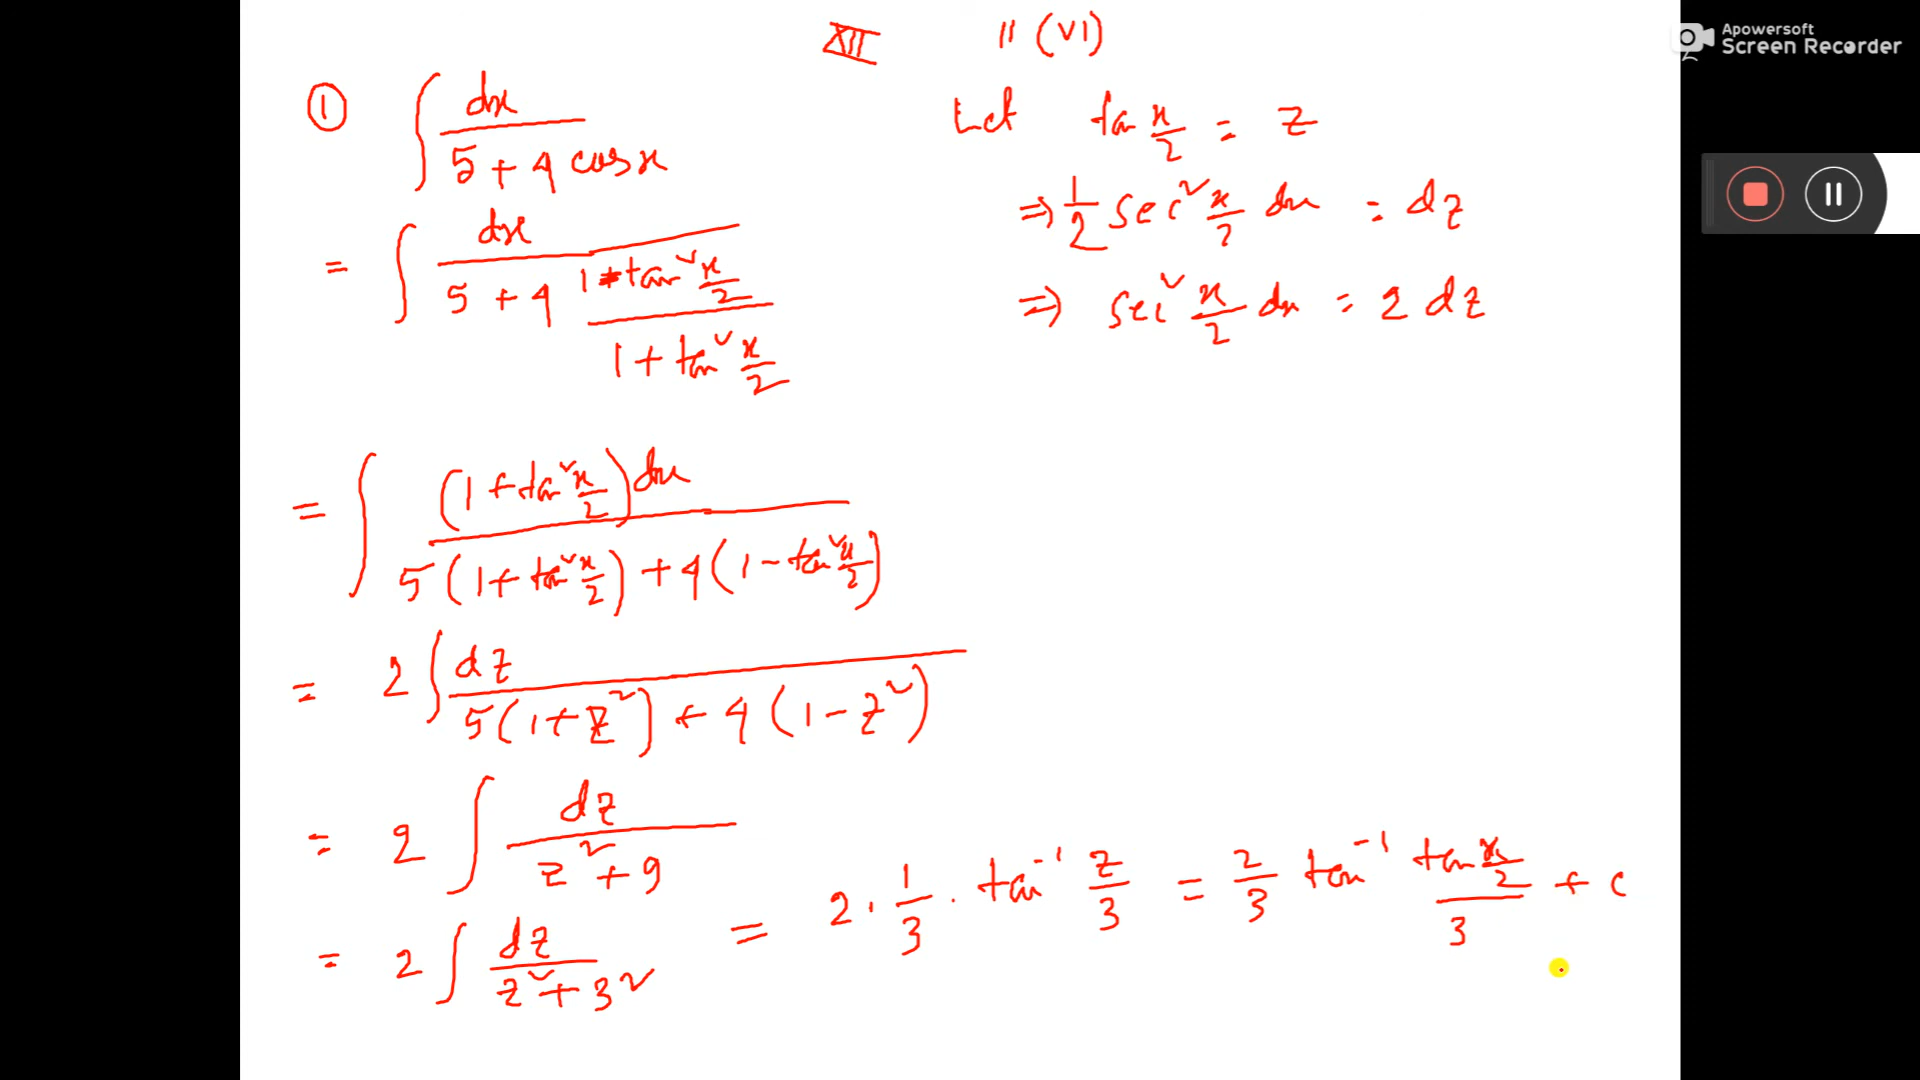 XII 11 (VI)
Apowersoft
Screen Recorder
① ∫ dx / (5 + 4 cos x)
Let tan x/2 = z
⇒ 1/2 sec² x/2 dx = dz
⇒ sec² x/2 dx = 2 dz
= ∫ dx / (5 + 4 (1 - tan² x/2) / (1 + tan² x/2))
= ∫ (1 + tan² x/2) dx / (5(1 + tan² x/2) + 4(1 - tan² x/2))
= 2 ∫ dz / (5(1 + z²) + 4(1 - z²))
= 2 ∫ dz / (z² + 9)
= 2 ∫ dz / (z² + 3²) = 2 . 1/3 . tan⁻¹ z/3 = 2/3 tan⁻¹ (tan x/2) / 3 + c